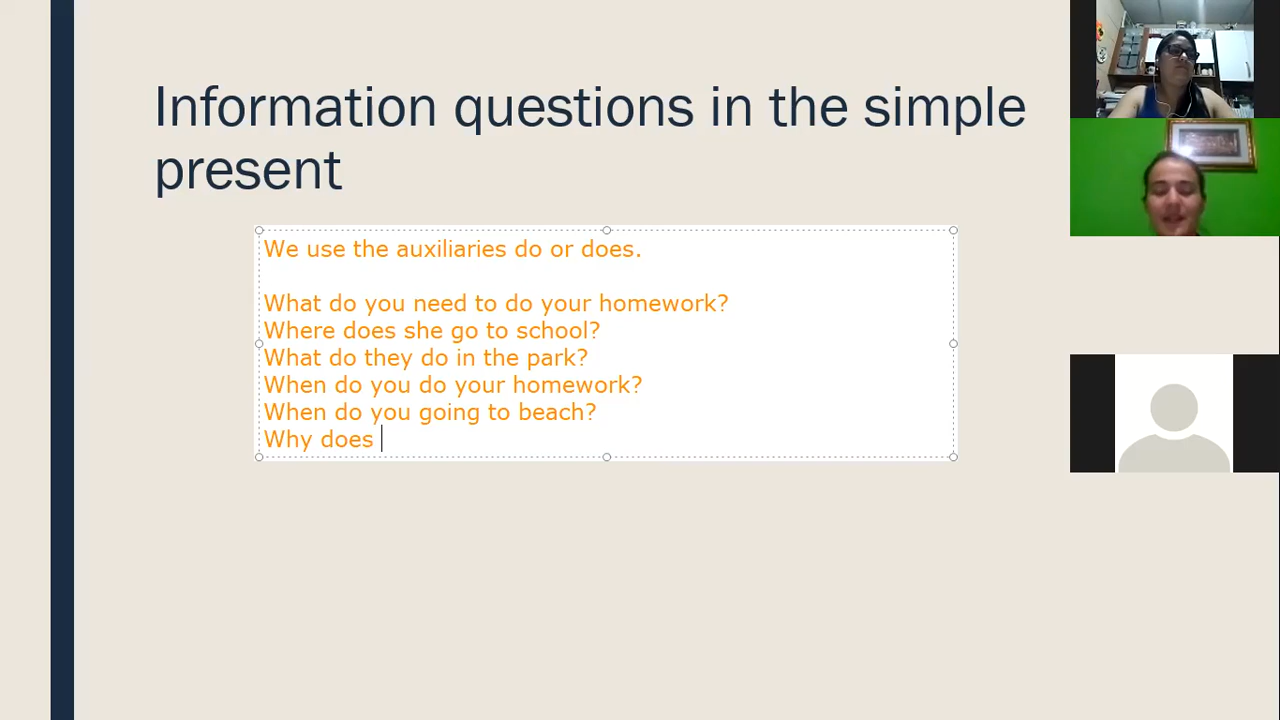 Information questions in the simple
present
We use the auxiliaries do or does.
What do you need to do your homework?
Where does she go to school?
What do they do in the park?
When do you do your homework?
When do you going to beach?
Why does